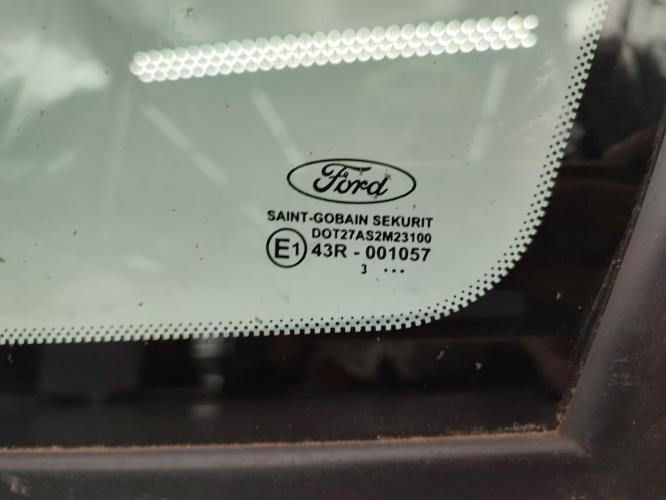 Ford
SAINT-GOBAIN SEKURIT
DOT27AS2M23100
E1 43R - 001057
3 ...